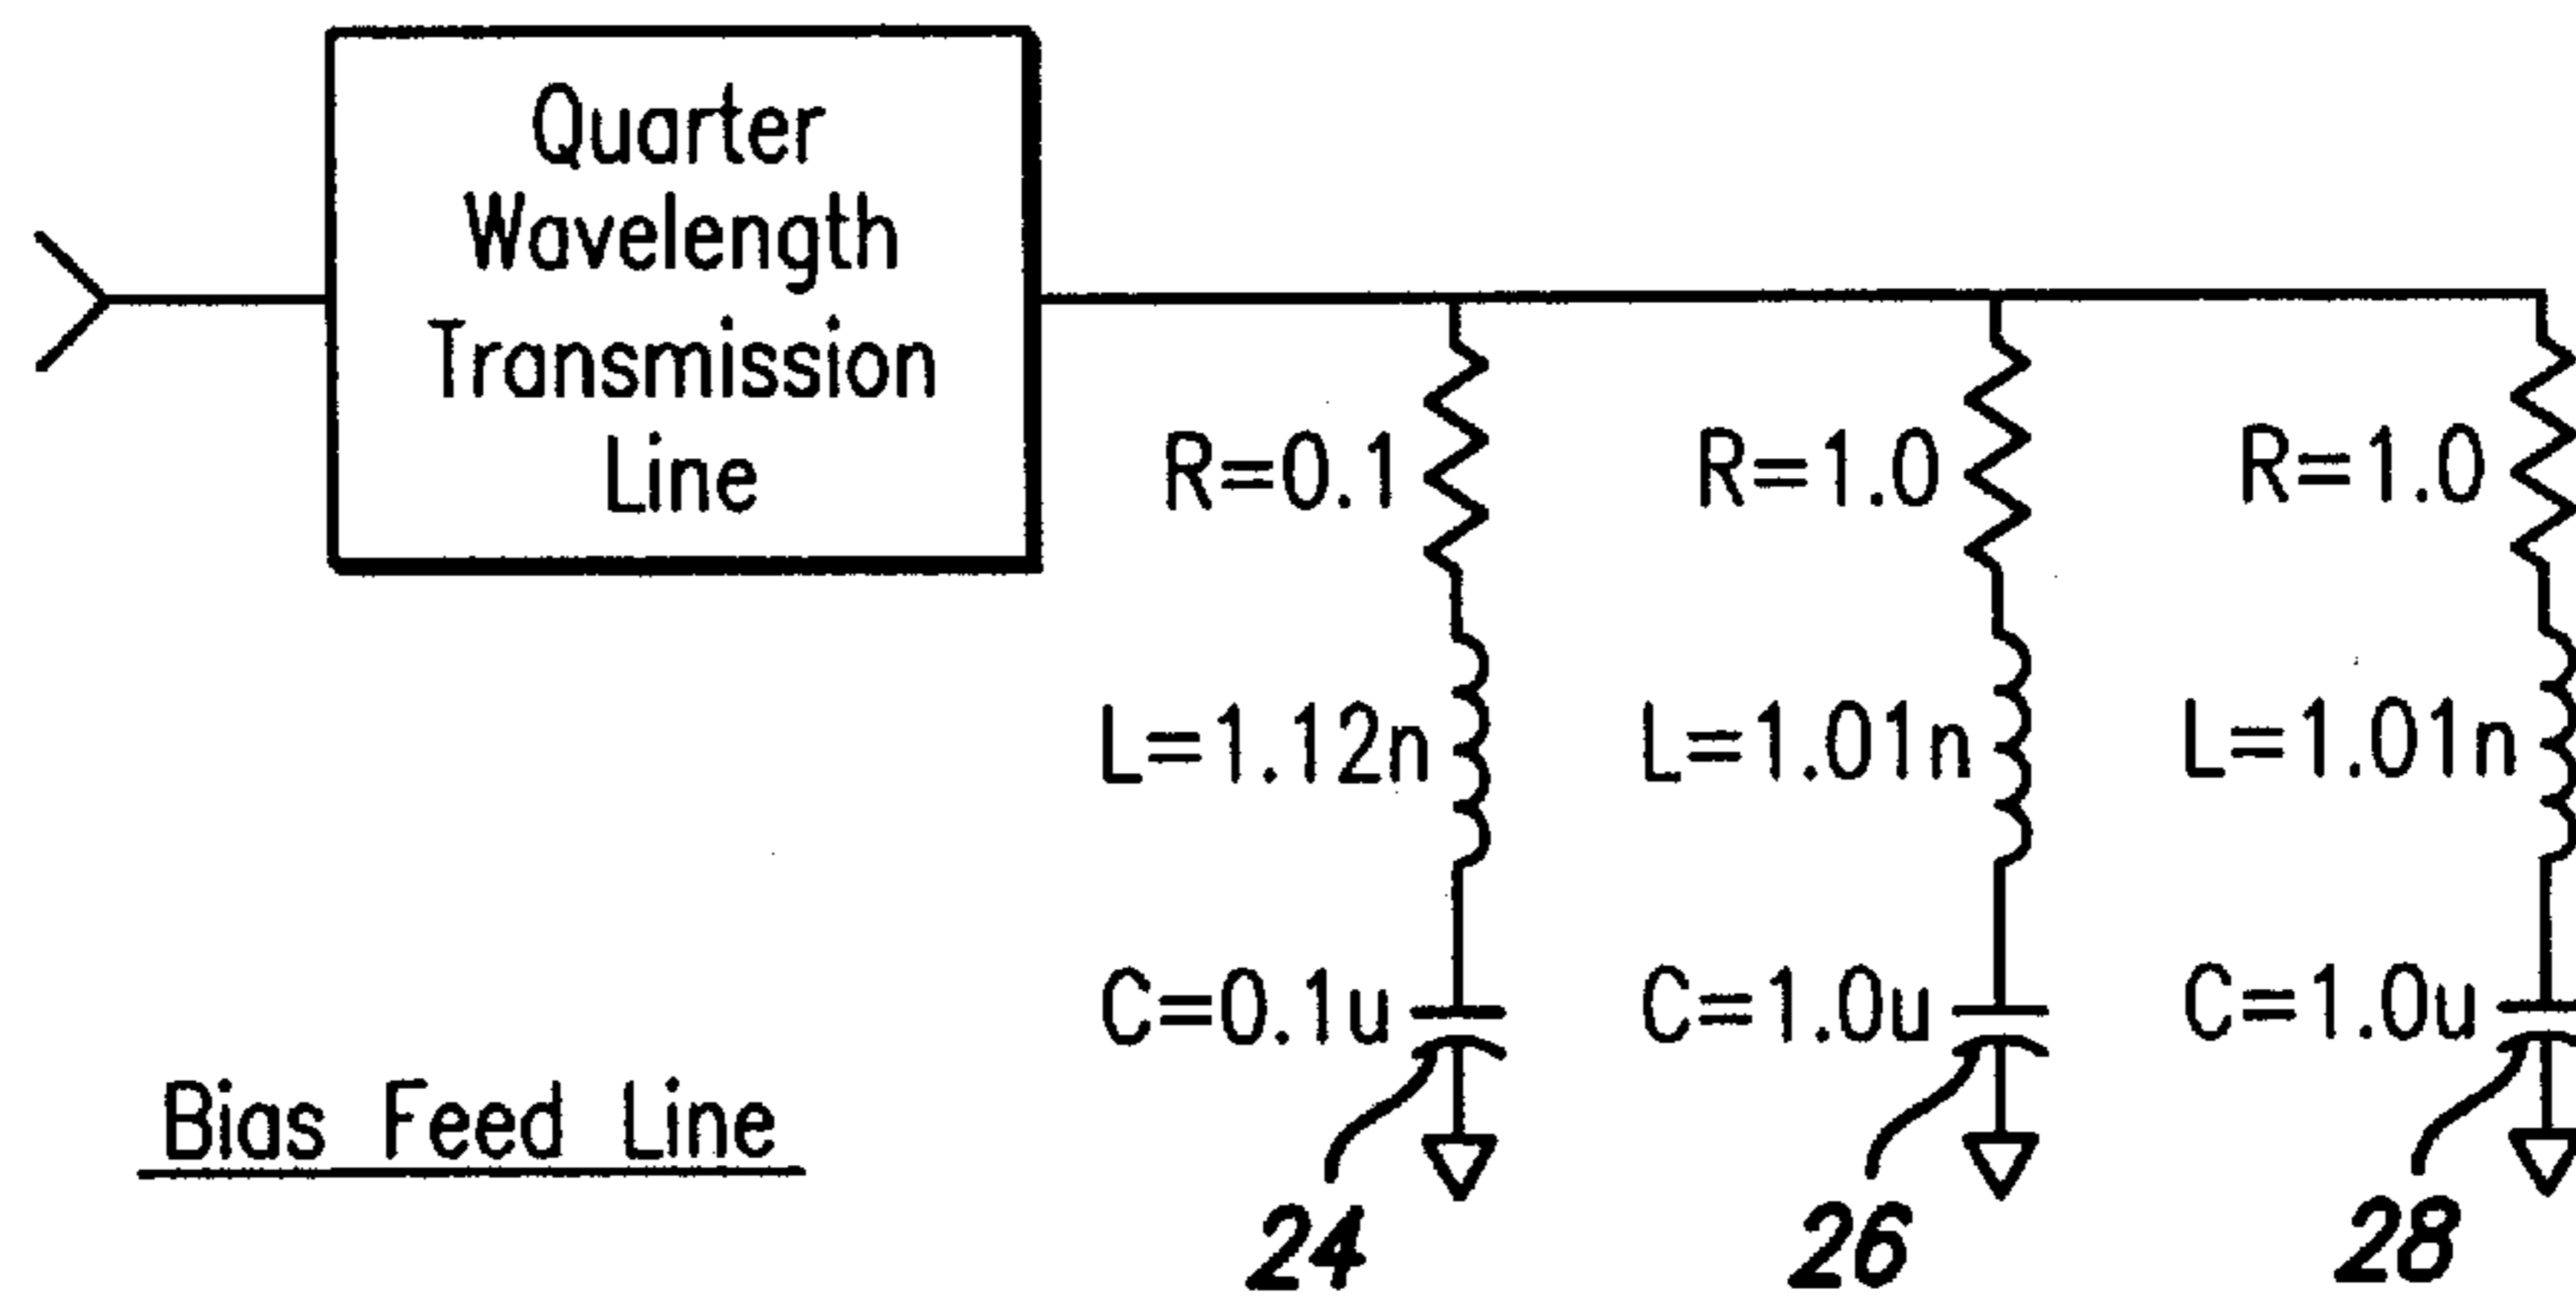 Quarter
Wavelength
Transmission
Line
R=0.1
R=1.0
R=1.0
L=1.12n
L=1.01n
L=1.01n
C=0.1u
C=1.0u
C=1.0u
Bias Feed Line
24
26
28